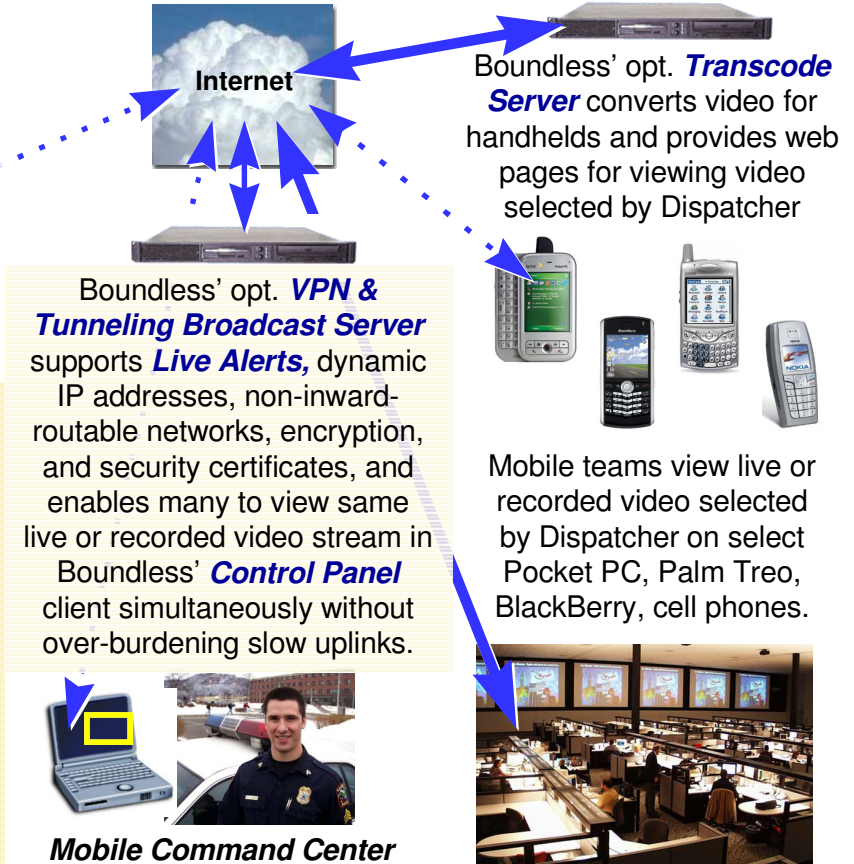 Internet
Boundless’ opt. Transcode
Server converts video for
handhelds and provides web
pages for viewing video
selected by Dispatcher
Boundless’ opt. VPN &
Tunneling Broadcast Server
supports Live Alerts, dynamic
IP addresses, non-inward-
routable networks, encryption,
and security certificates, and
enables many to view same
live or recorded video stream in
Boundless’ Control Panel
client simultaneously without
over-burdening slow uplinks.
BlackBerry
NOKIA
Mobile teams view live or
recorded video selected
by Dispatcher on select
Pocket PC, Palm Treo,
BlackBerry, cell phones.
Mobile Command Center